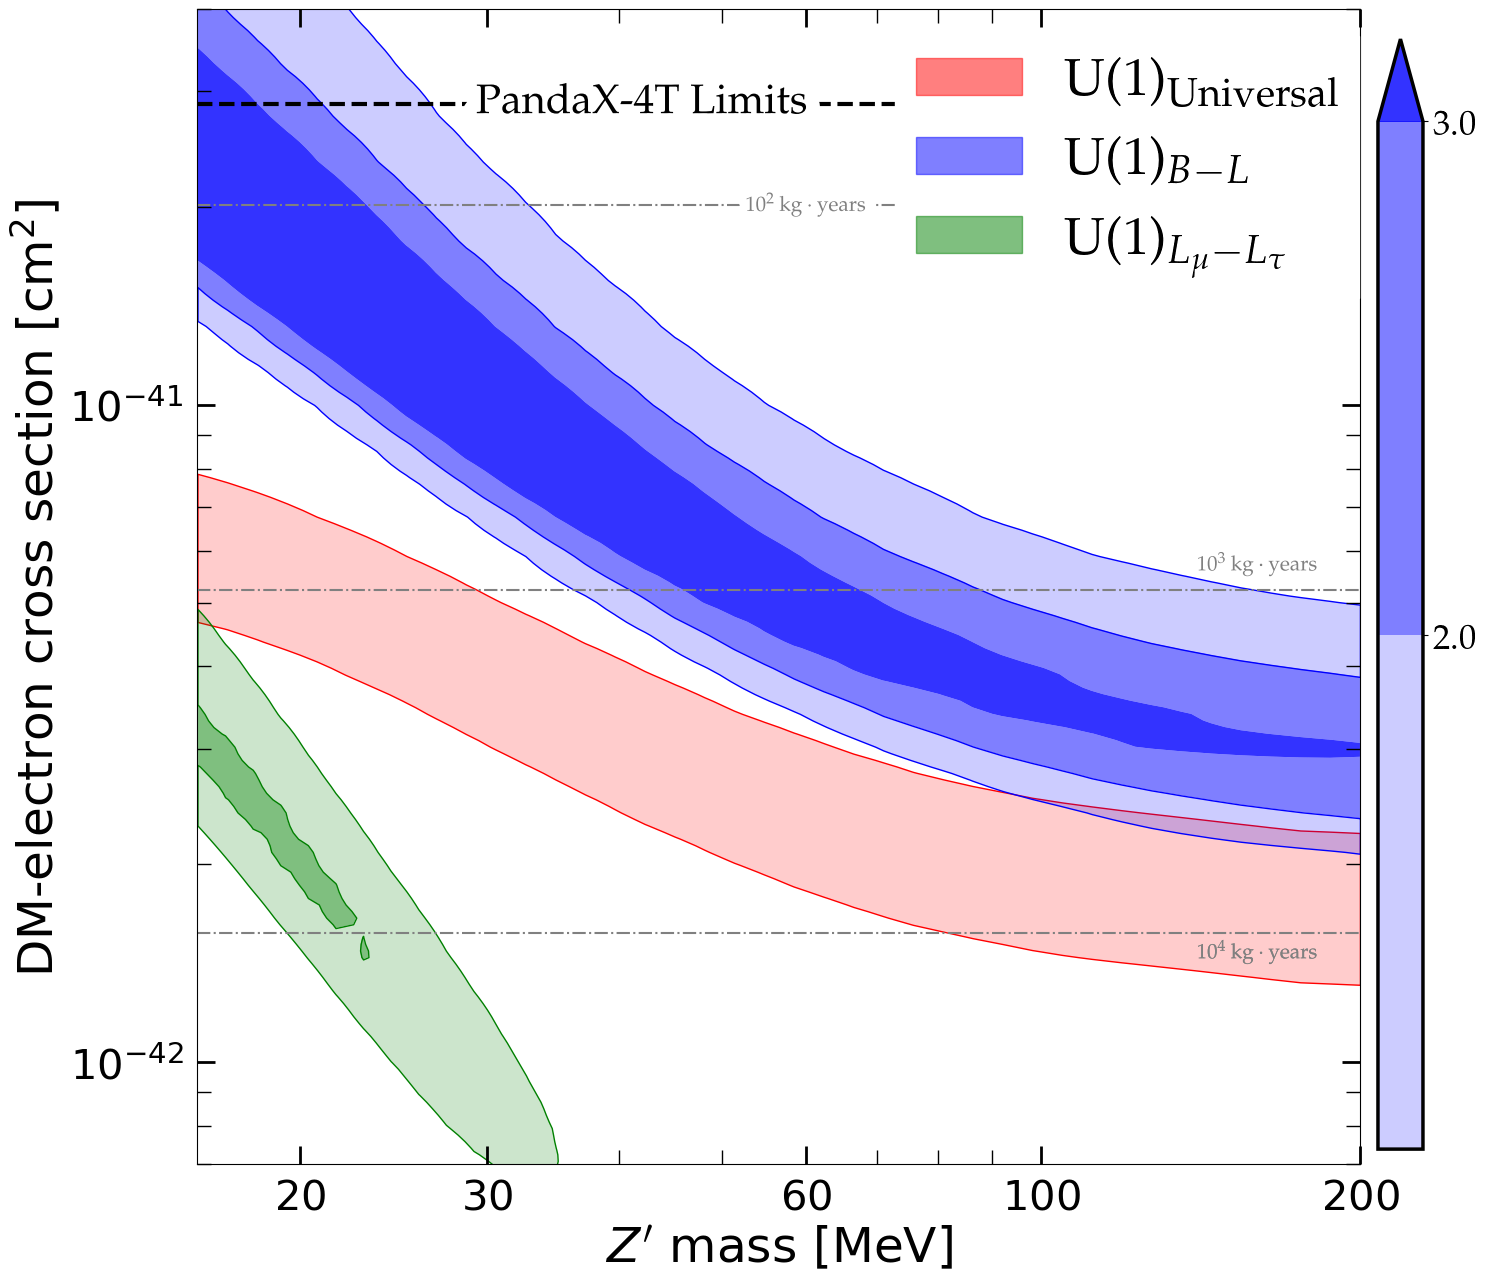 PandaX-4T Limits
U(1)Universal
U(1)B−L
U(1)Lμ−Lτ
10² kg · years
10³ kg · years
10⁴ kg · years
3.0
2.0
DM-electron cross section [cm²]
10⁻⁴¹
10⁻⁴²
20 30 60 100 200
Z′ mass [MeV]